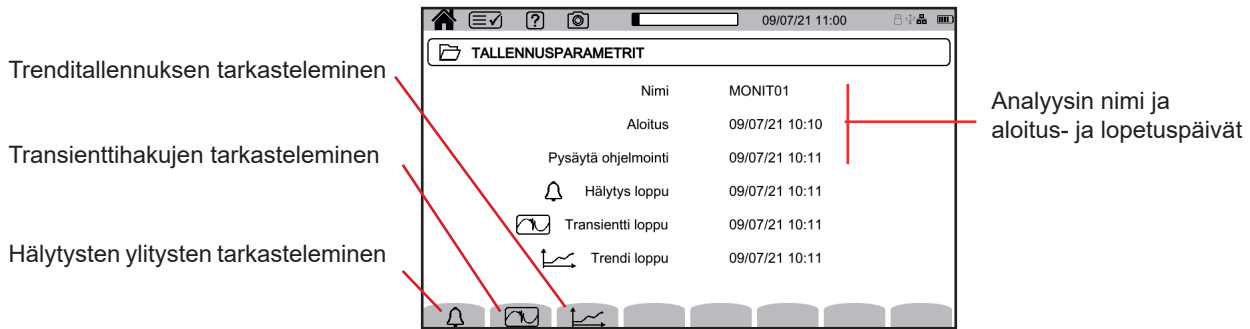 09/07/21 11:00
TALLENNUSPARAMETRIT
Trenditallennuksen tarkasteleminen
Nimi MONIT01
Analyysin nimi ja
aloitus- ja lopetuspäivät
Aloitus 09/07/21 10:10
Transienttihakujen tarkasteleminen
Pysäytä ohjelmointi 09/07/21 10:11
Hälytys loppu 09/07/21 10:11
Transientti loppu 09/07/21 10:11
Hälytysten ylitysten tarkasteleminen
Trendi loppu 09/07/21 10:11